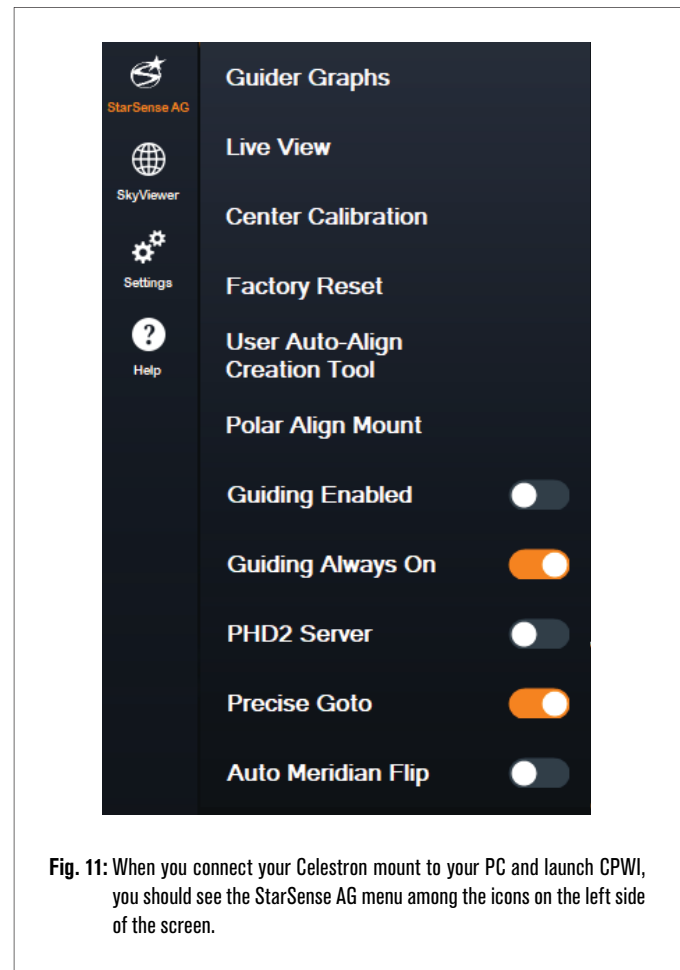 StarSense AG
SkyViewer
Settings
Help
Guider Graphs
Live View
Center Calibration
Factory Reset
User Auto-Align
Creation Tool
Polar Align Mount
Guiding Enabled
Guiding Always On
PHD2 Server
Precise Goto
Auto Meridian Flip
Fig. 11: When you connect your Celestron mount to your PC and launch CPWI,
you should see the StarSense AG menu among the icons on the left side
of the screen.